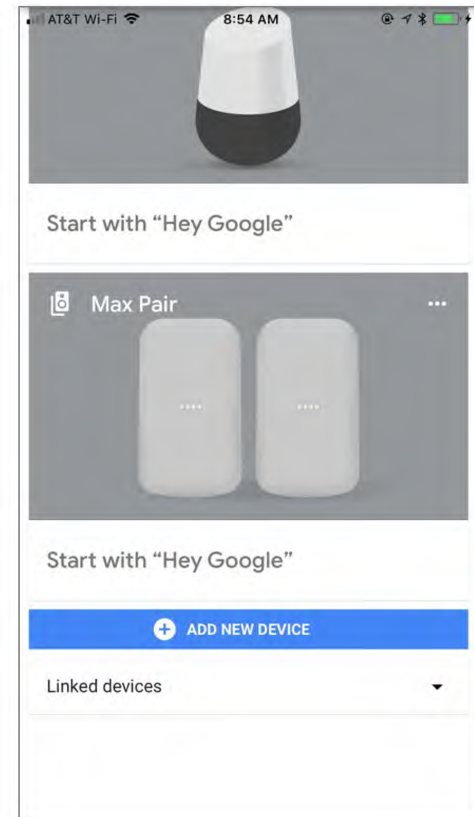 AT&T Wi-Fi 8:54 AM
Start with “Hey Google”
Max Pair
Start with “Hey Google”
ADD NEW DEVICE
Linked devices